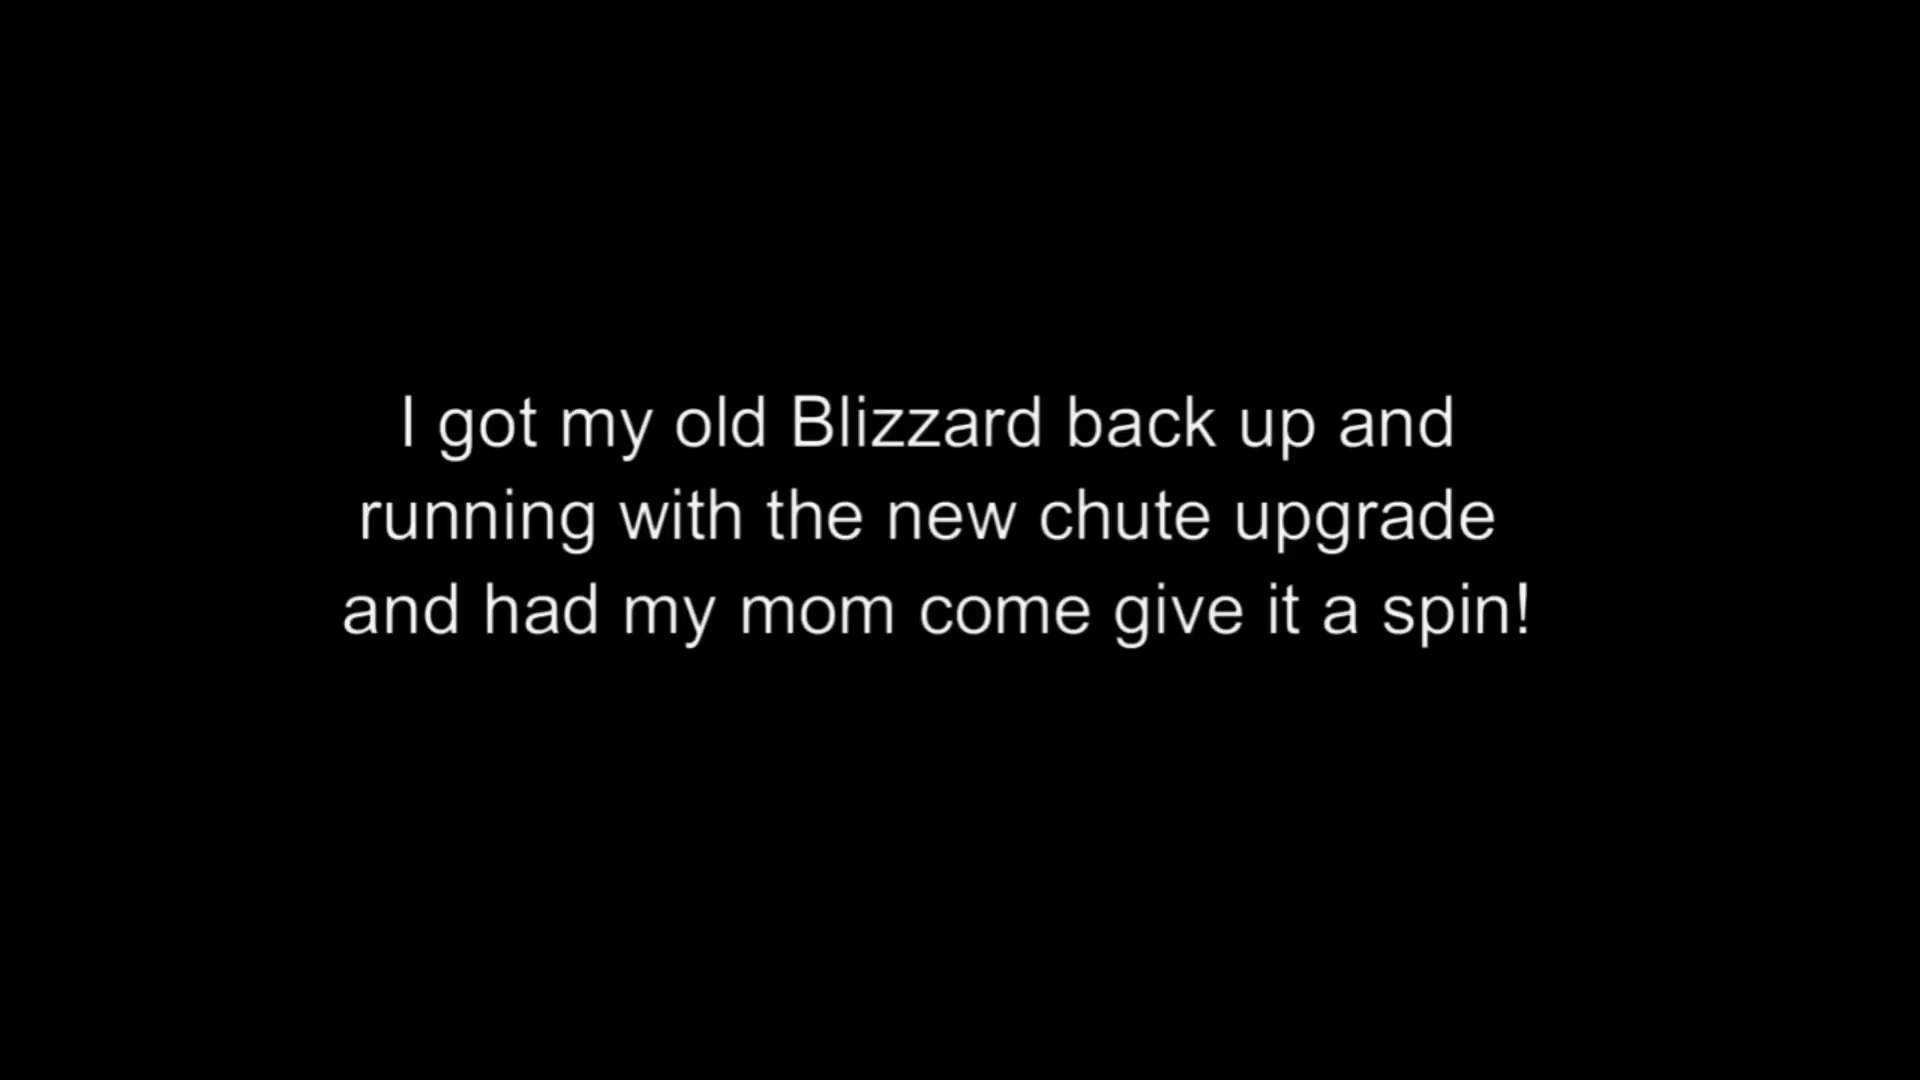 I got my old Blizzard back up and
running with the new chute upgrade
and had my mom come give it a spin!